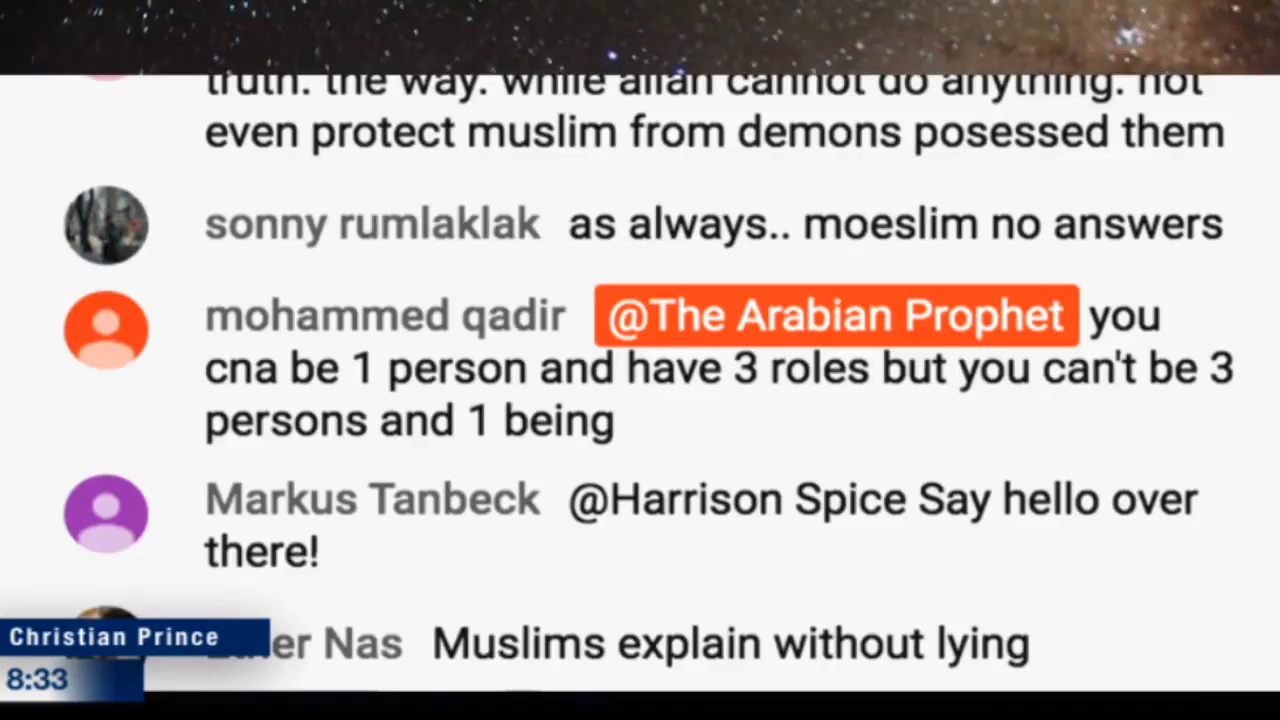 truth. the way. while allah cannot do anything. not
even protect muslim from demons posessed them
sonny rumlaklak as always.. moeslim no answers
mohammed qadir @The Arabian Prophet you
cna be 1 person and have 3 roles but you can't be 3
persons and 1 being
Markus Tanbeck @Harrison Spice Say hello over
there!
Nas Muslims explain without lying
Christian Prince
8:33